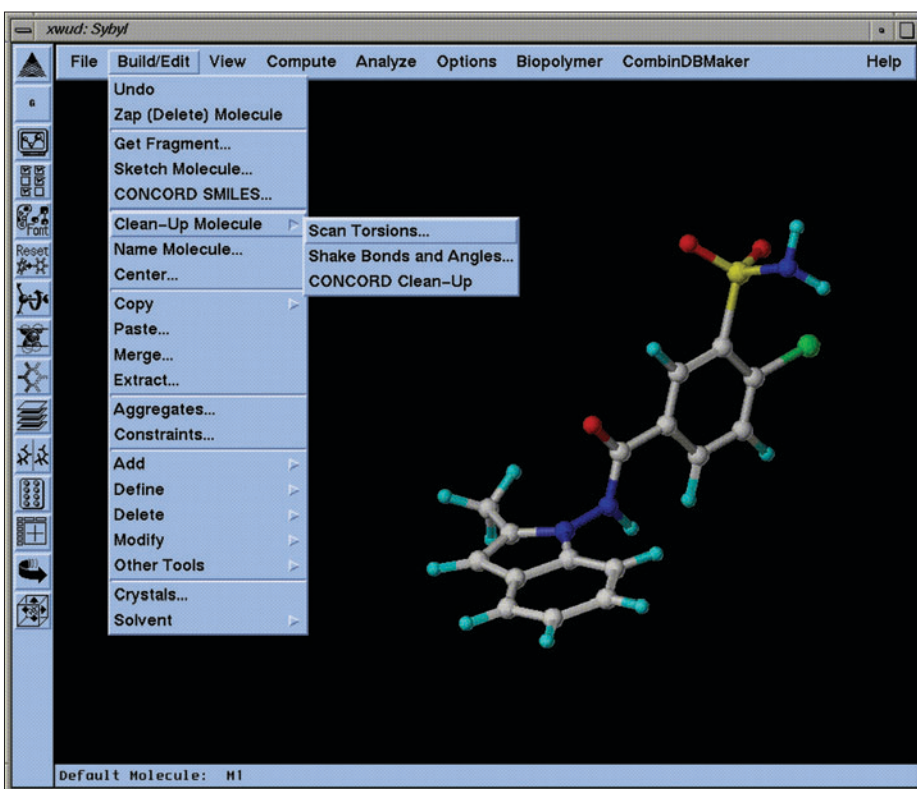 xwud: Sybyl
File Build/Edit View Compute Analyze Options Biopolymer CombinDBMaker Help
G
Font
Reset
Undo
Zap (Delete) Molecule
Get Fragment...
Sketch Molecule...
CONCORD SMILES...
Clean-Up Molecule
Name Molecule...
Center...
Copy
Paste...
Merge...
Extract...
Aggregates...
Constraints...
Add
Define
Delete
Modify
Other Tools
Crystals...
Solvent
Scan Torsions...
Shake Bonds and Angles...
CONCORD Clean-Up
Default Molecule: M1